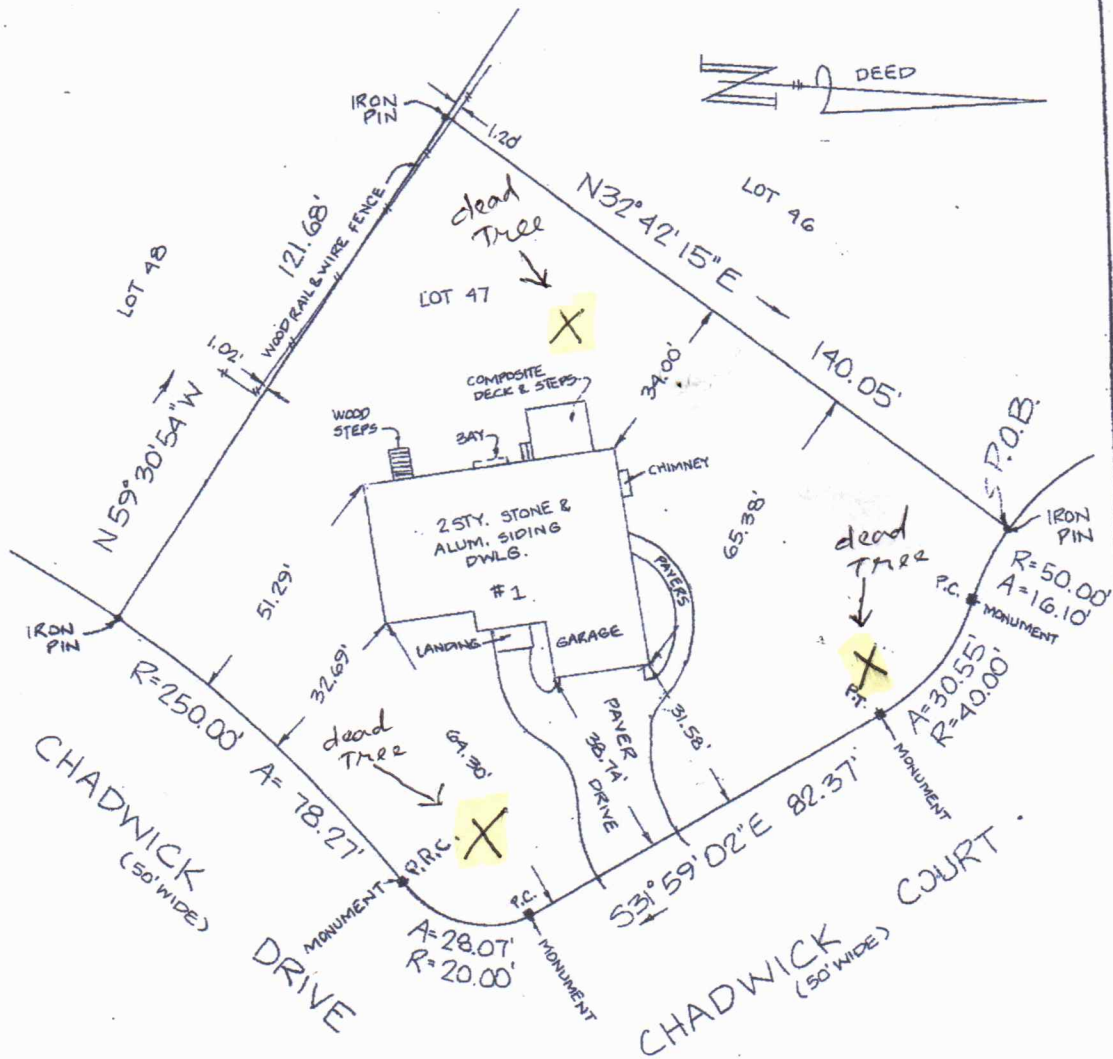 DEED
IRON
PIN
1.20'
N32°42'15"E
LOT 46
dead
Tree
LOT 48
121.68'
WOOD RAIL & WIRE FENCE
LOT 47
1.02'
N59°30'54"W
140.05'
34.00'
COMPOSITE
DECK & STEPS
WOOD
STEPS
BAY
CHIMNEY
P.O.B.
2 STY. STONE &
ALUM. SIDING
DWLG.
#1
65.38'
dead
Tree
IRON
PIN
R=50.00'
A=16.10'
P.C.
MONUMENT
PAVERS
51.29'
LANDING
GARAGE
IRON
PIN
32.69'
R=250.00'
A=78.27'
A=30.55'
R=40.00'
P.T.
MONUMENT
dead
Tree
64.30'
PAVER
DRIVE
38.74'
31.58'
CHADWICK
(50' WIDE)
DRIVE
P.R.C.
MONUMENT
P.C.
MONUMENT
A=28.07'
R=20.00'
S31°59'02"E 82.37'
CHADWICK COURT
(50' WIDE)